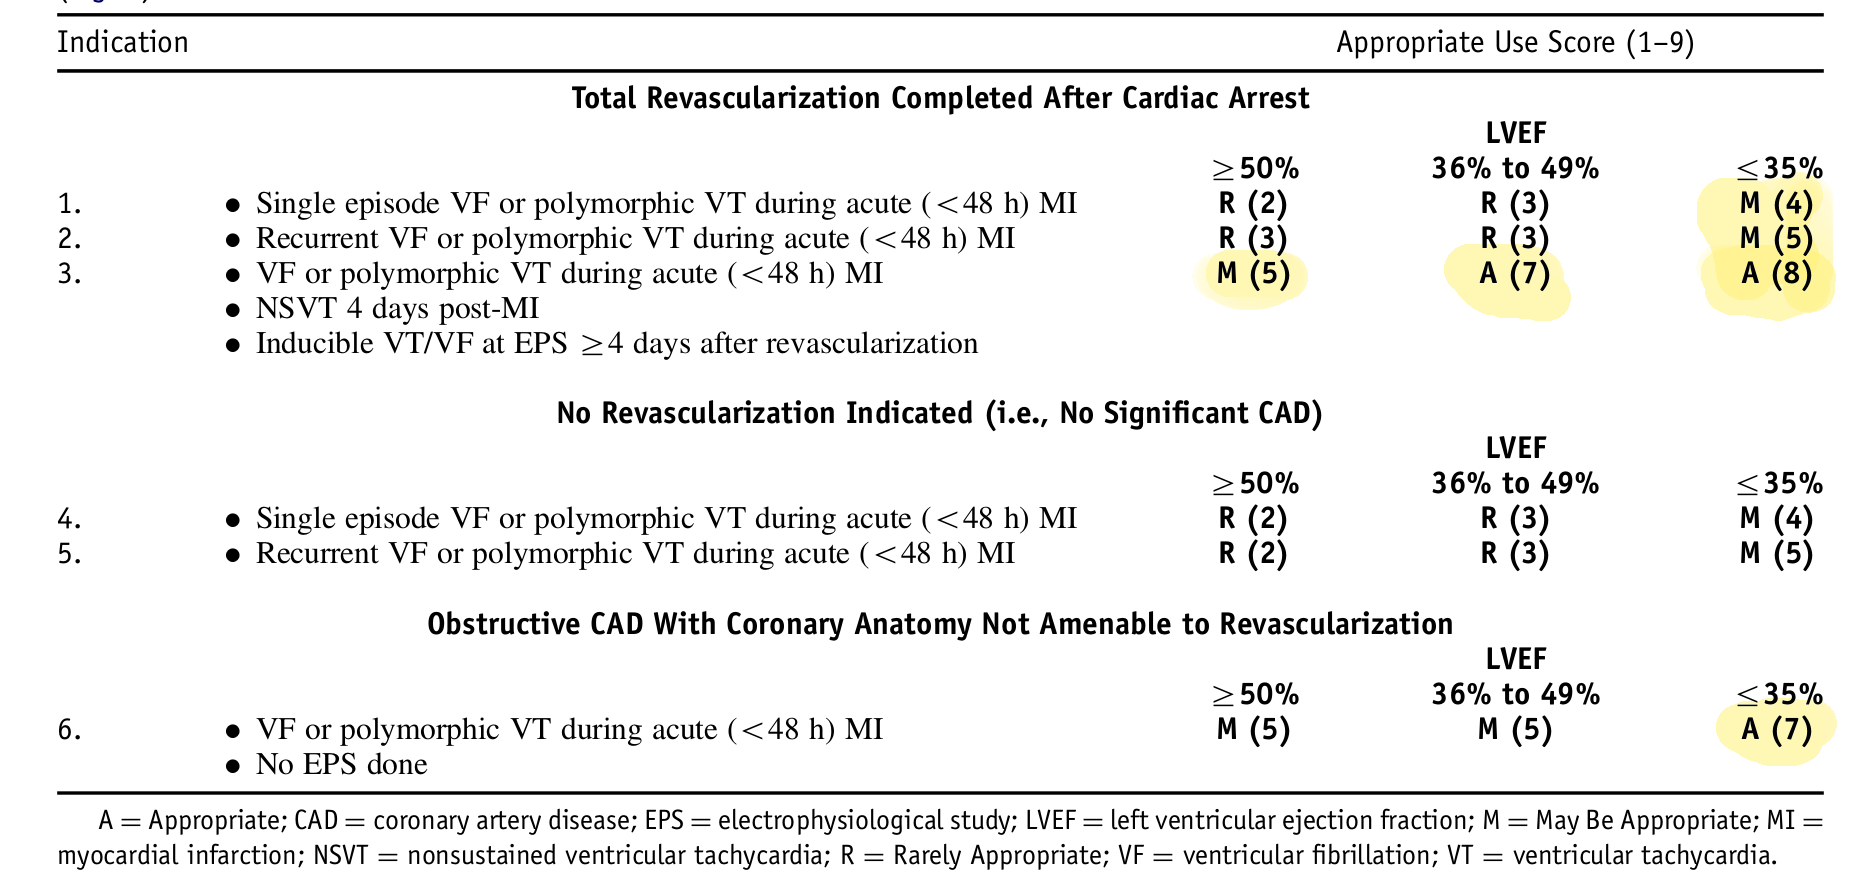 Indication Appropriate Use Score (1–9)
Total Revascularization Completed After Cardiac Arrest
LVEF
≥50% 36% to 49% ≤35%
1. • Single episode VF or polymorphic VT during acute (<48 h) MI R (2) R (3) M (4)
2. • Recurrent VF or polymorphic VT during acute (<48 h) MI R (3) R (3) M (5)
3. • VF or polymorphic VT during acute (<48 h) MI M (5) A (7) A (8)
• NSVT 4 days post-MI
• Inducible VT/VF at EPS ≥4 days after revascularization
No Revascularization Indicated (i.e., No Significant CAD)
LVEF
≥50% 36% to 49% ≤35%
4. • Single episode VF or polymorphic VT during acute (<48 h) MI R (2) R (3) M (4)
5. • Recurrent VF or polymorphic VT during acute (<48 h) MI R (2) R (3) M (5)
Obstructive CAD With Coronary Anatomy Not Amenable to Revascularization
LVEF
≥50% 36% to 49% ≤35%
6. • VF or polymorphic VT during acute (<48 h) MI M (5) M (5) A (7)
• No EPS done
A = Appropriate; CAD = coronary artery disease; EPS = electrophysiological study; LVEF = left ventricular ejection fraction; M = May Be Appropriate; MI =
myocardial infarction; NSVT = nonsustained ventricular tachycardia; R = Rarely Appropriate; VF = ventricular fibrillation; VT = ventricular tachycardia.